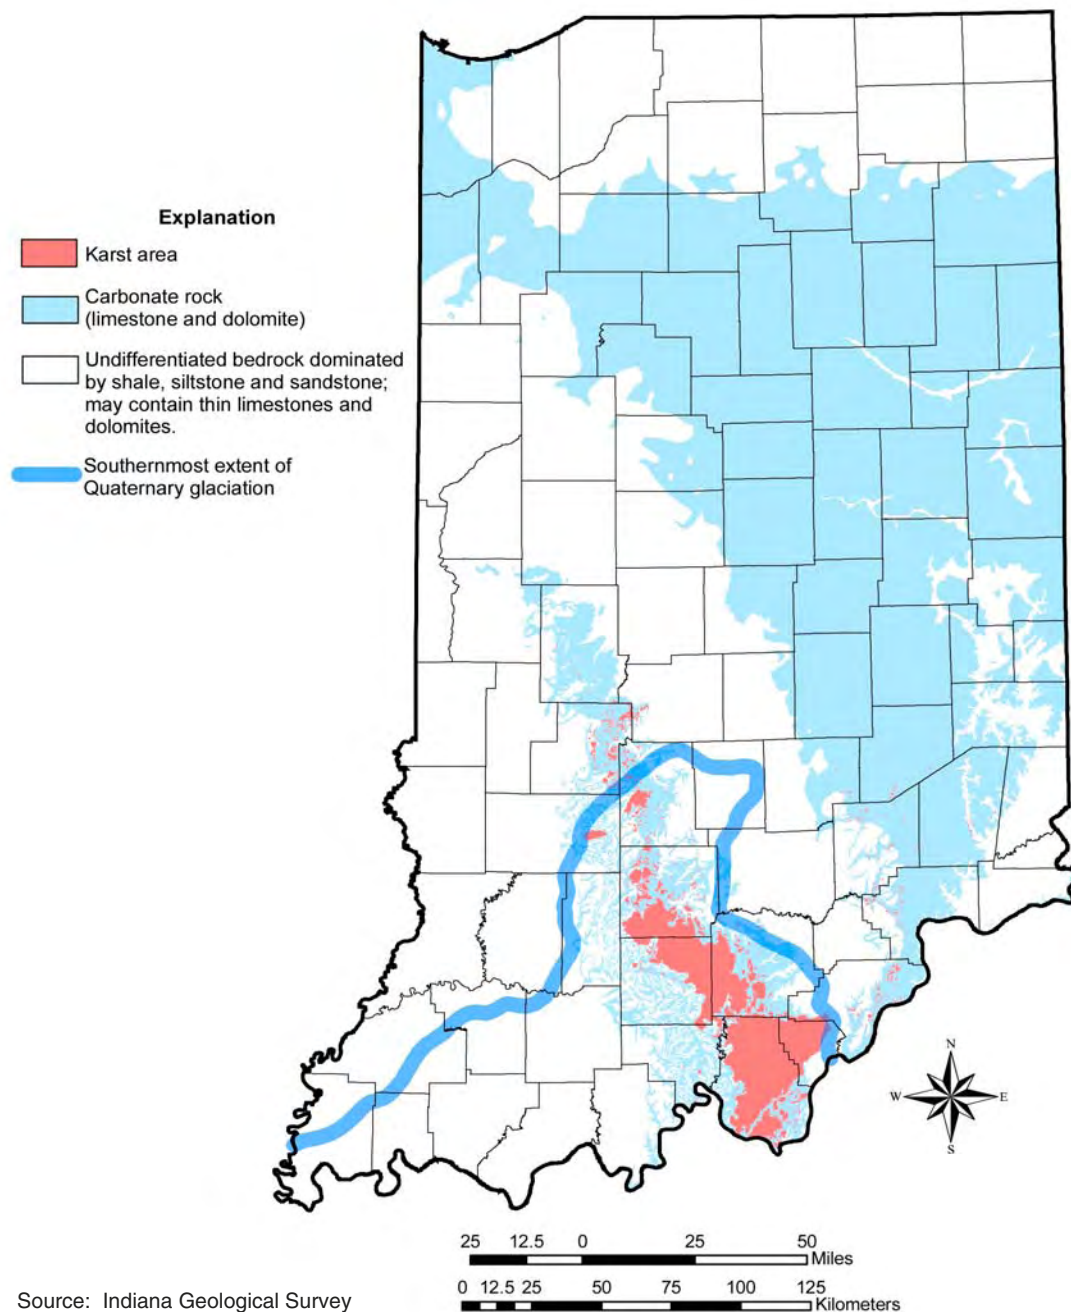 Explanation
Karst area
Carbonate rock
(limestone and dolomite)
Undifferentiated bedrock dominated
by shale, siltstone and sandstone;
may contain thin limestones and
dolomites.
Southernmost extent of
Quaternary glaciation
N
W E
S
25 12.5 0 25 50
Miles
0 12.5 25 50 75 100 125
Kilometers
Source: Indiana Geological Survey